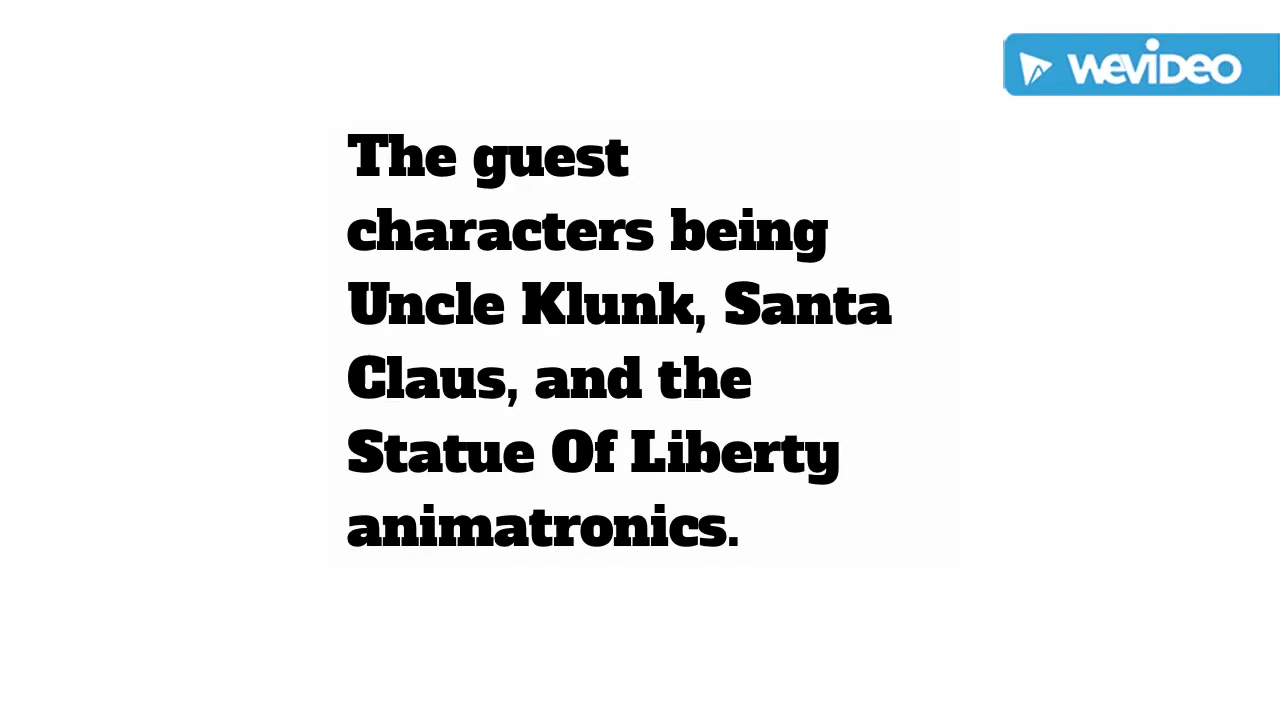 WEVIDEO
The guest
characters being
Uncle Klunk, Santa
Claus, and the
Statue Of Liberty
animatronics.